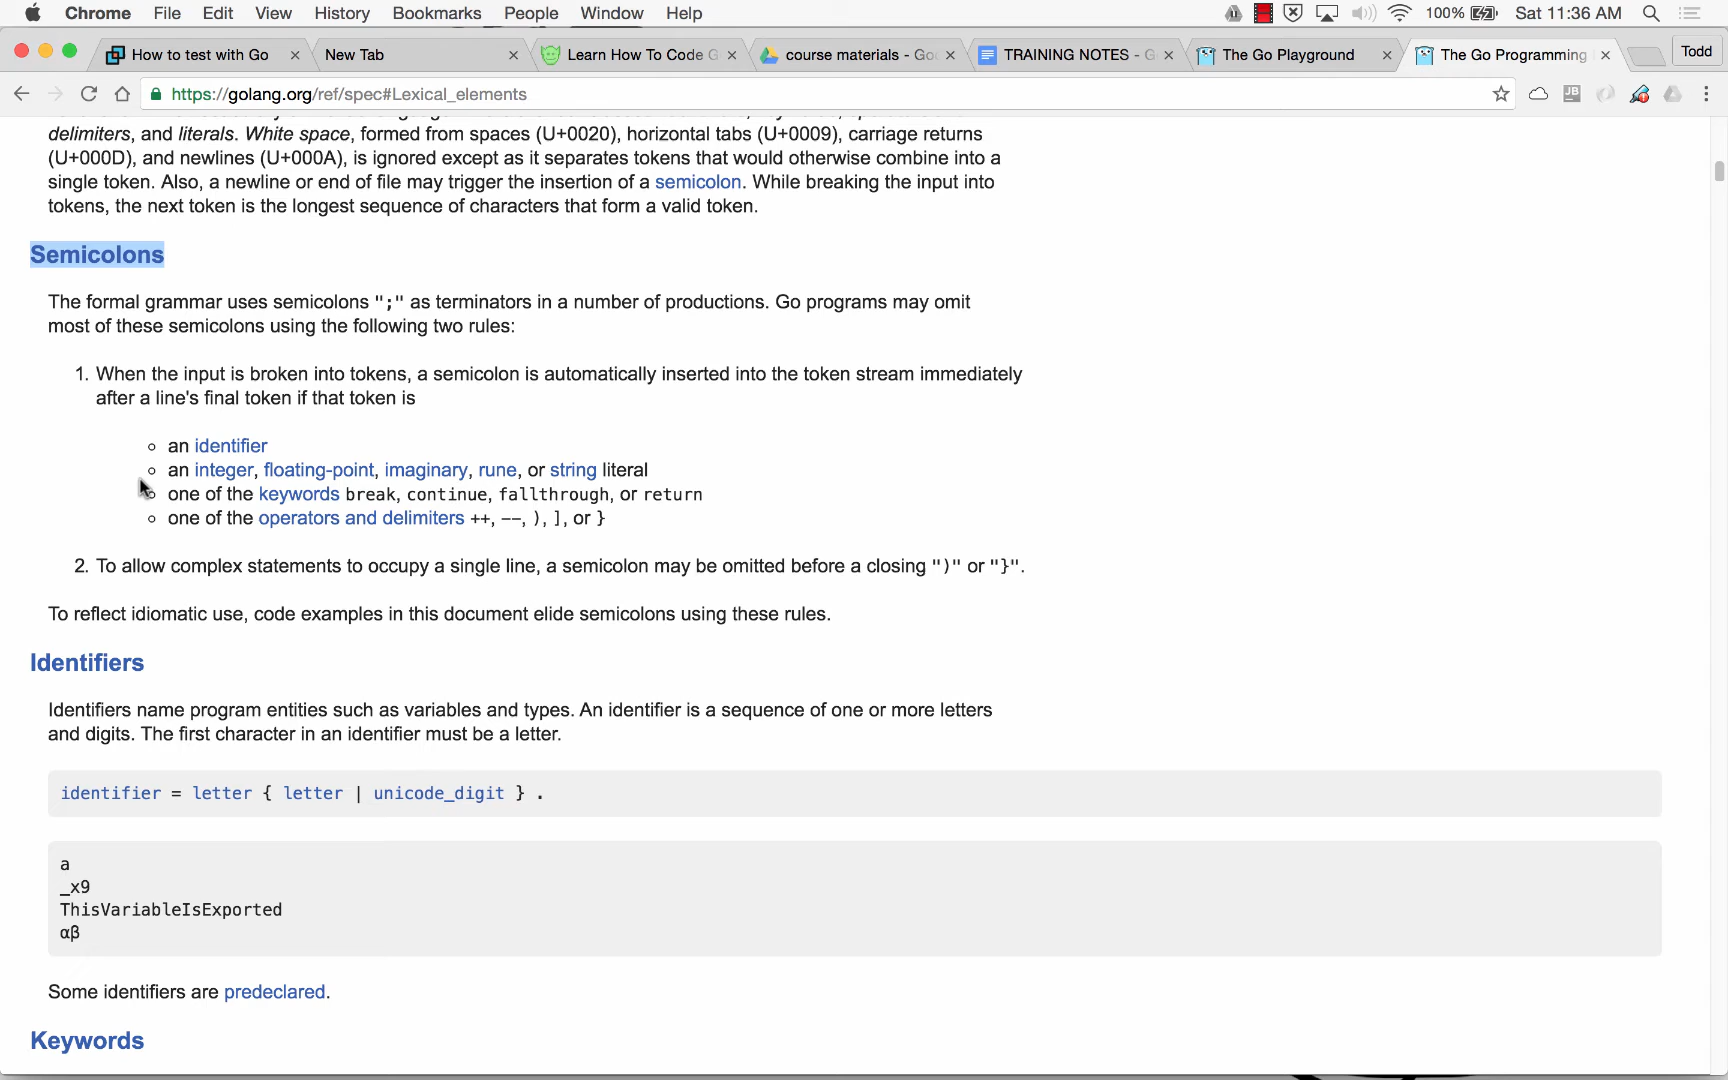 Chrome File Edit View History Bookmarks People Window Help 100% Sat 11:36 AM
How to test with Go New Tab Learn How To Code G course materials - Goo TRAINING NOTES - G The Go Playground The Go Programming Todd
https://golang.org/ref/spec#Lexical_elements
delimiters, and literals. White space, formed from spaces (U+0020), horizontal tabs (U+0009), carriage returns
(U+000D), and newlines (U+000A), is ignored except as it separates tokens that would otherwise combine into a
single token. Also, a newline or end of file may trigger the insertion of a semicolon. While breaking the input into
tokens, the next token is the longest sequence of characters that form a valid token.
Semicolons
The formal grammar uses semicolons ";" as terminators in a number of productions. Go programs may omit
most of these semicolons using the following two rules:
1. When the input is broken into tokens, a semicolon is automatically inserted into the token stream immediately
after a line's final token if that token is
an identifier
an integer, floating-point, imaginary, rune, or string literal
one of the keywords break, continue, fallthrough, or return
one of the operators and delimiters ++, --, ), ], or }
2. To allow complex statements to occupy a single line, a semicolon may be omitted before a closing ")" or "}".
To reflect idiomatic use, code examples in this document elide semicolons using these rules.
Identifiers
Identifiers name program entities such as variables and types. An identifier is a sequence of one or more letters
and digits. The first character in an identifier must be a letter.
identifier = letter { letter | unicode_digit } .
a
_x9
ThisVariableIsExported
αβ
Some identifiers are predeclared.
Keywords